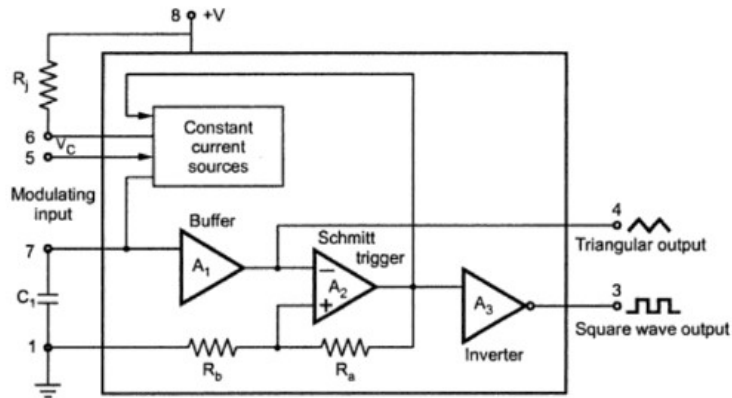 8 +V
Rj
6
VC
5
Constant
current
sources
Modulating
input
Buffer
7
A1
Schmitt
trigger
−
A2
+
4
Triangular output
C1
A3
3
Square wave output
1
Rb
Ra
Inverter